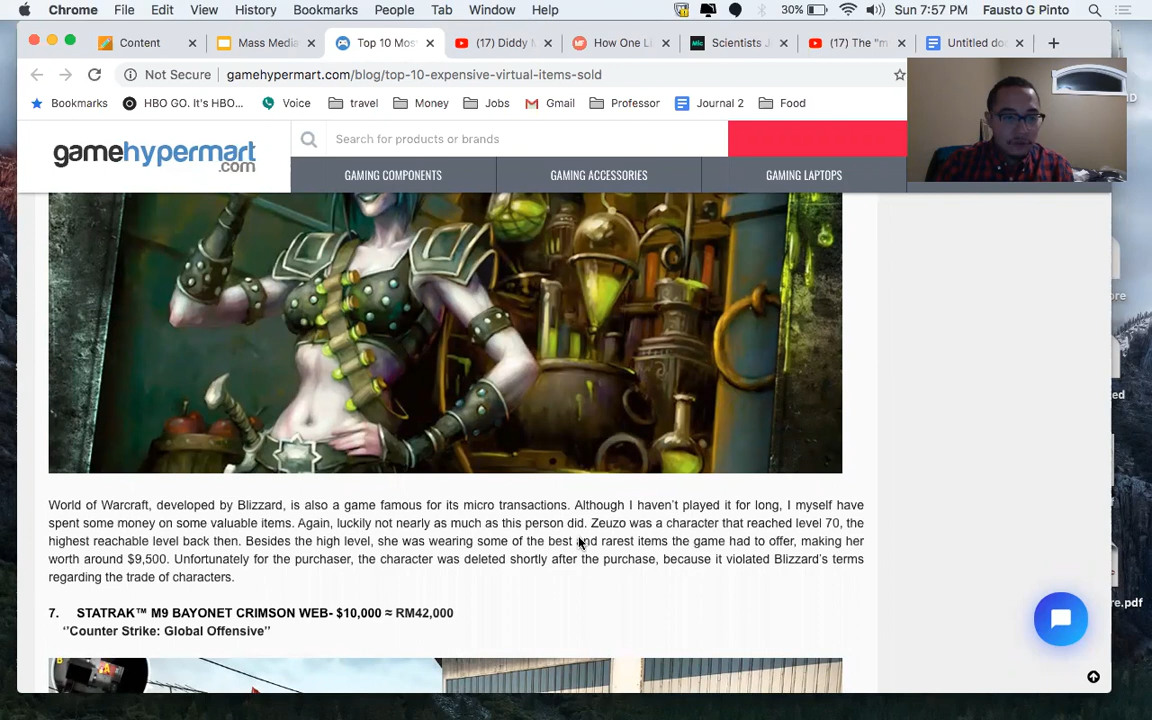 Chrome File Edit View History Bookmarks People Tab Window Help 30% Sun 7:57 PM Fausto G Pinto
Content Mass Media Top 10 Mos (17) Diddy How One Li Scientists J (17) The "m Untitled do
Not Secure gamehypermart.com/blog/top-10-expensive-virtual-items-sold
Bookmarks HBO GO. It's HBO... Voice travel Money Jobs Gmail Professor Journal 2 Food
gamehypermart.com
Search for products or brands
GAMING COMPONENTS GAMING ACCESSORIES GAMING LAPTOPS
World of Warcraft, developed by Blizzard, is also a game famous for its micro transactions. Although I haven't played it for long, I myself have
spent some money on some valuable items. Again, luckily not nearly as much as this person did. Zeuzo was a character that reached level 70, the
highest reachable level back then. Besides the high level, she was wearing some of the best and rarest items the game had to offer, making her
worth around $9,500. Unfortunately for the purchaser, the character was deleted shortly after the purchase, because it violated Blizzard's terms
regarding the trade of characters.
7. STATRAK™ M9 BAYONET CRIMSON WEB- $10,000 ≈ RM42,000
‘’Counter Strike: Global Offensive’’